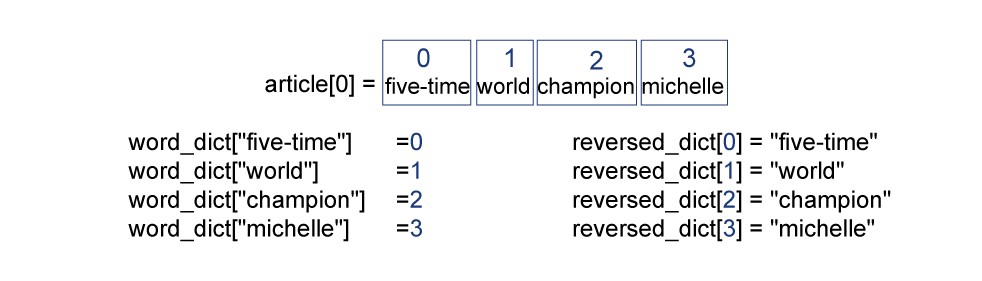 0 1 2 3
article[0] = five-time world champion michelle
word_dict["five-time"] =0 reversed_dict[0] = "five-time"
word_dict["world"] =1 reversed_dict[1] = "world"
word_dict["champion"] =2 reversed_dict[2] = "champion"
word_dict["michelle"] =3 reversed_dict[3] = "michelle"